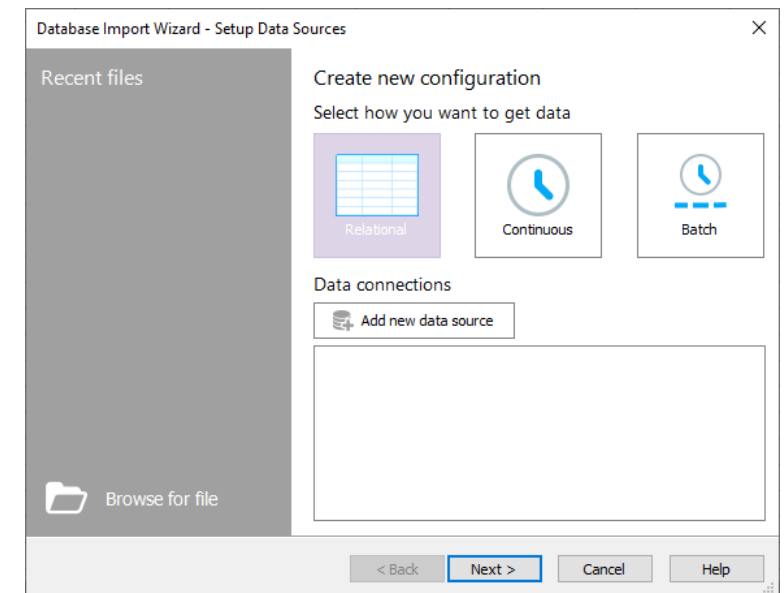 Database Import Wizard - Setup Data Sources
Recent files
Browse for file
Create new configuration
Select how you want to get data
Relational
Continuous
Batch
Data connections
Add new data source
< Back
Next >
Cancel
Help